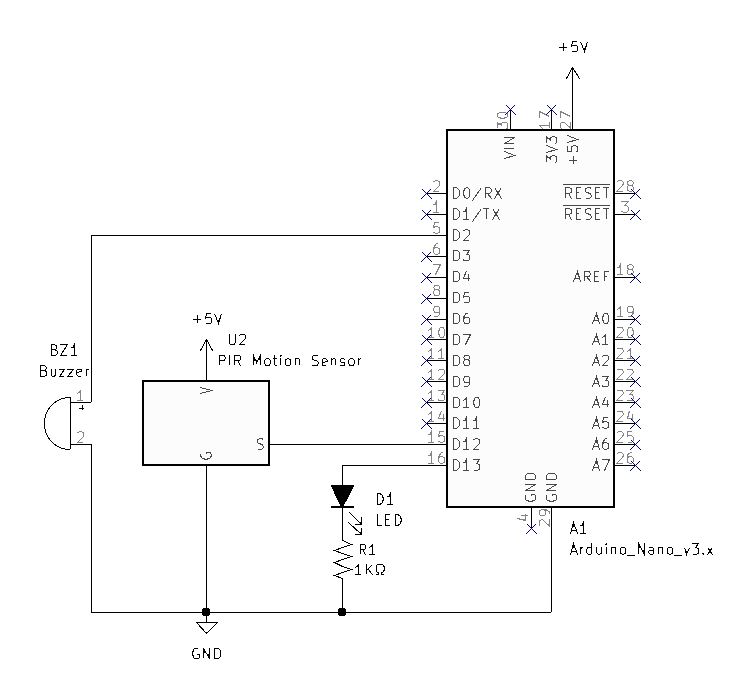 +5V
30
13
27
VIN
3V3
+5V
2
D0/RX
RESET
28
1
D1/TX
RESET
3
5
D2
6
D3
7
D4
AREF
18
8
D5
9
D6
A0
19
+5V
10
D7
A1
20
U2
PIR Motion Sensor
BZ1
11
D8
A2
21
Buzzer
12
D9
A3
22
V
1
+
13
D10
A4
23
14
D11
A5
24
2
G
S
15
D12
A6
25
16
D13
A7
26
GND
GND
D1
LED
4
29
A1
Arduino_Nano_v3.x
R1
1KΩ
GND